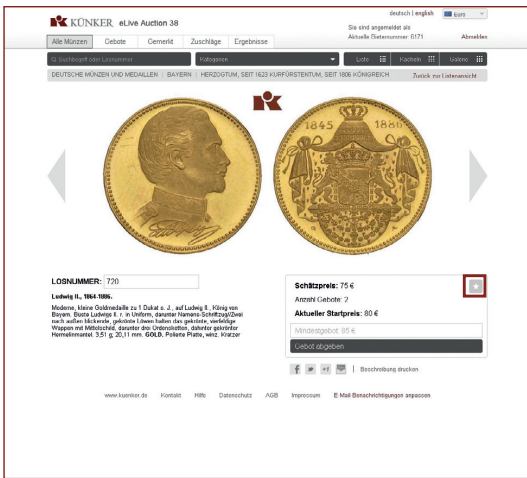 deutsch | english
Euro
KÜNKER eLive Auction 38
Sie sind angemeldet als
Aktuelle Bieternummer: 6171
Abmelden
Alle Münzen Gebote Gemerkt Zuschläge Ergebnisse
Suchbegriff oder Losnummer
Kategorien
Liste
Kacheln
Galerie
DEUTSCHE MÜNZEN UND MEDAILLEN | BAYERN | HERZOGTUM, SEIT 1623 KURFÜRSTENTUM, SEIT 1806 KÖNIGREICH
Zurück zur Listenansicht
1845 1886
LOSNUMMER: 720
Ludwig II., 1864-1886.
Moderne, kleine Goldmedaille zu 1 Dukat o. J., auf Ludwig II., König von
Bayern. Büste Ludwigs II. r. in Uniform, darunter Namens-Schriftzug//Zwei
nach außen blickende, gekrönte Löwen halten das gekrönte, vierfeldige
Wappen mit Mittelschild, darunter drei Ordensketten, dahinter gekrönter
Hermelinmantel. 3,51 g; 20,11 mm. GOLD. Polierte Platte, winz. Kratzer
Schätzpreis: 75 €
Anzahl Gebote: 2
Aktueller Startpreis: 80 €
Mindestgebot: 85 €
Gebot abgeben
Beschreibung drucken
www.kuenker.de Kontakt Hilfe Datenschutz AGB Impressum E-Mail-Benachrichtigungen anpassen